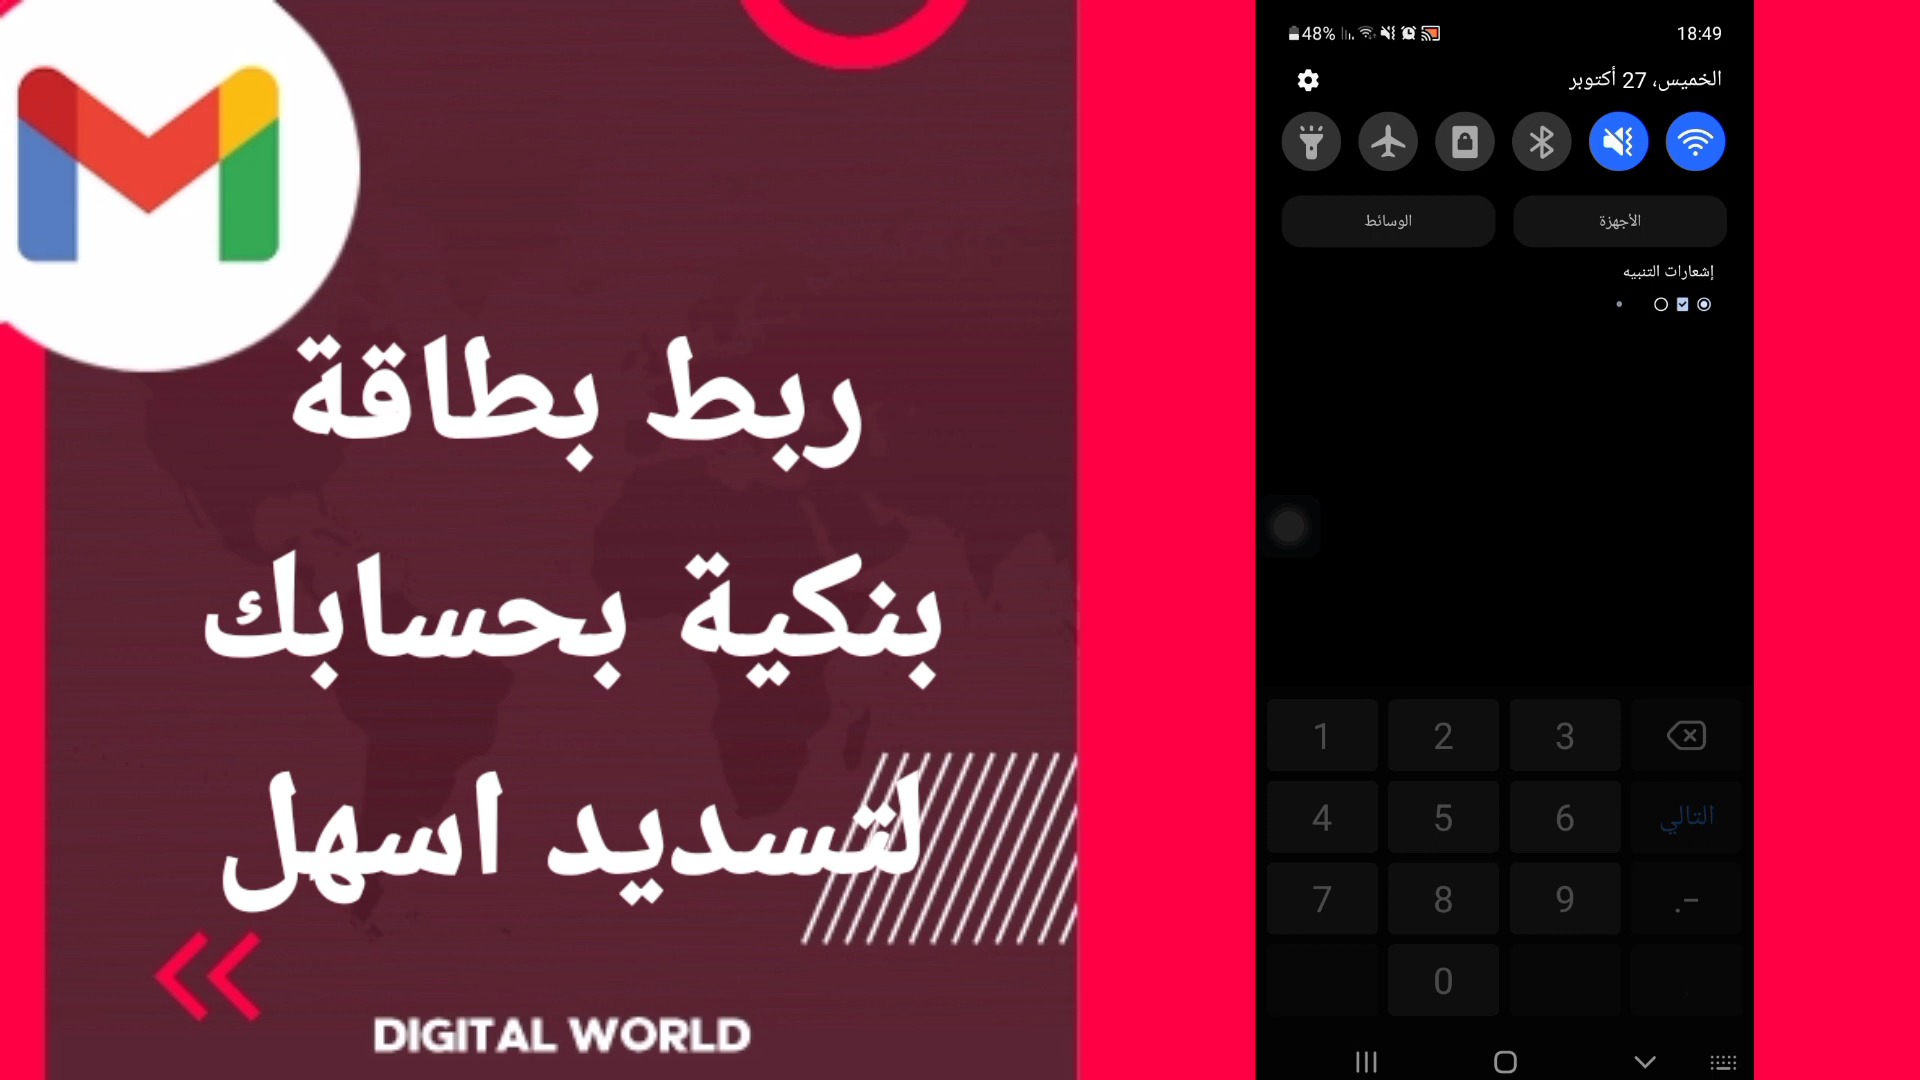 ربط بطاقة
بنكية بحسابك
لتسديد اسهل
DIGITAL WORLD
48%
18:49
الخميس، 27 أكتوبر
الوسائط
الأجهزة
إشعارات التنبيه
1 2 3
4 5 6 التالي
7 8 9 .-
0